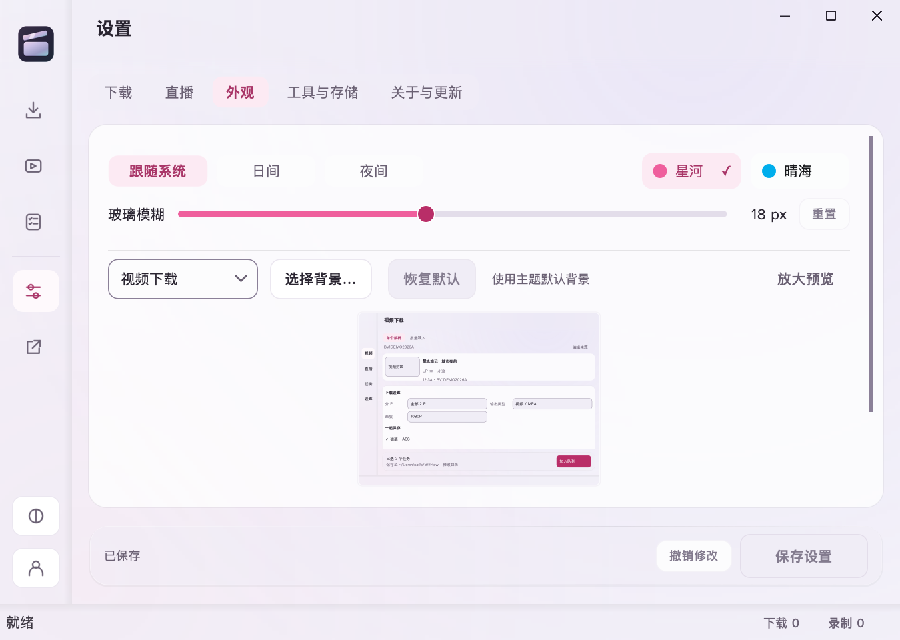 设置
下载 直播 外观 工具与存储 关于与更新
跟随系统 日间 夜间 星河 ✓ 晴海
玻璃模糊 18 px 重置
视频下载 选择背景... 恢复默认 使用主题默认背景 放大预览
视频下载
已保存 撤销修改 保存设置
就绪 下载 0 录制 0